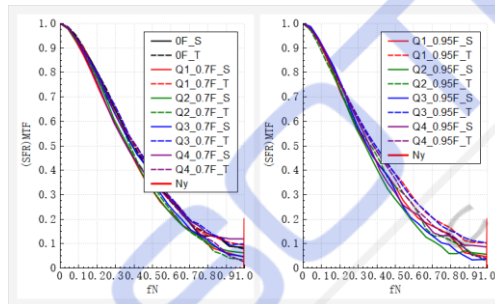 1.0
0.9
0.8
0.7
0.6
0.5
0.4
0.3
0.2
0.1
0
(SFR)MTF
0 0.10.20.30.40.50.60.70.80.91.0
fN
0F_S
0F_T
Q1_0.7F_S
Q1_0.7F_T
Q2_0.7F_S
Q2_0.7F_T
Q3_0.7F_S
Q3_0.7F_T
Q4_0.7F_S
Q4_0.7F_T
Ny
1.0
0.9
0.8
0.7
0.6
0.5
0.4
0.3
0.2
0.1
0
(SFR)MTF
0 0.10.20.30.40.50.60.70.80.91.0
fN
Q1_0.95F_S
Q1_0.95F_T
Q2_0.95F_S
Q2_0.95F_T
Q3_0.95F_S
Q3_0.95F_T
Q4_0.95F_S
Q4_0.95F_T
Ny